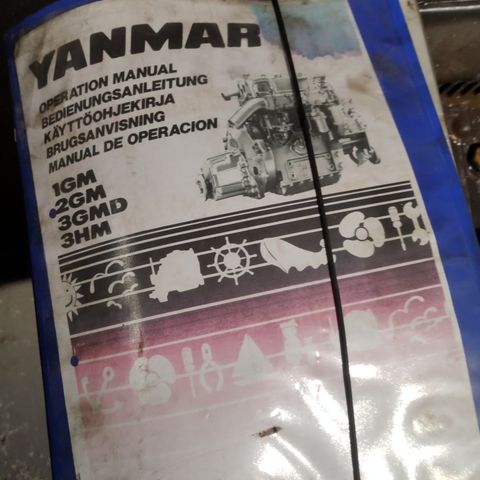 YANMAR
OPERATION MANUAL
BEDIENUNGSANLEITUNG
KÄYTTÖOHJEKIRJA
BRUGSANVISNING
MANUAL DE OPERACION
1GM
2GM
3GMD
3HM